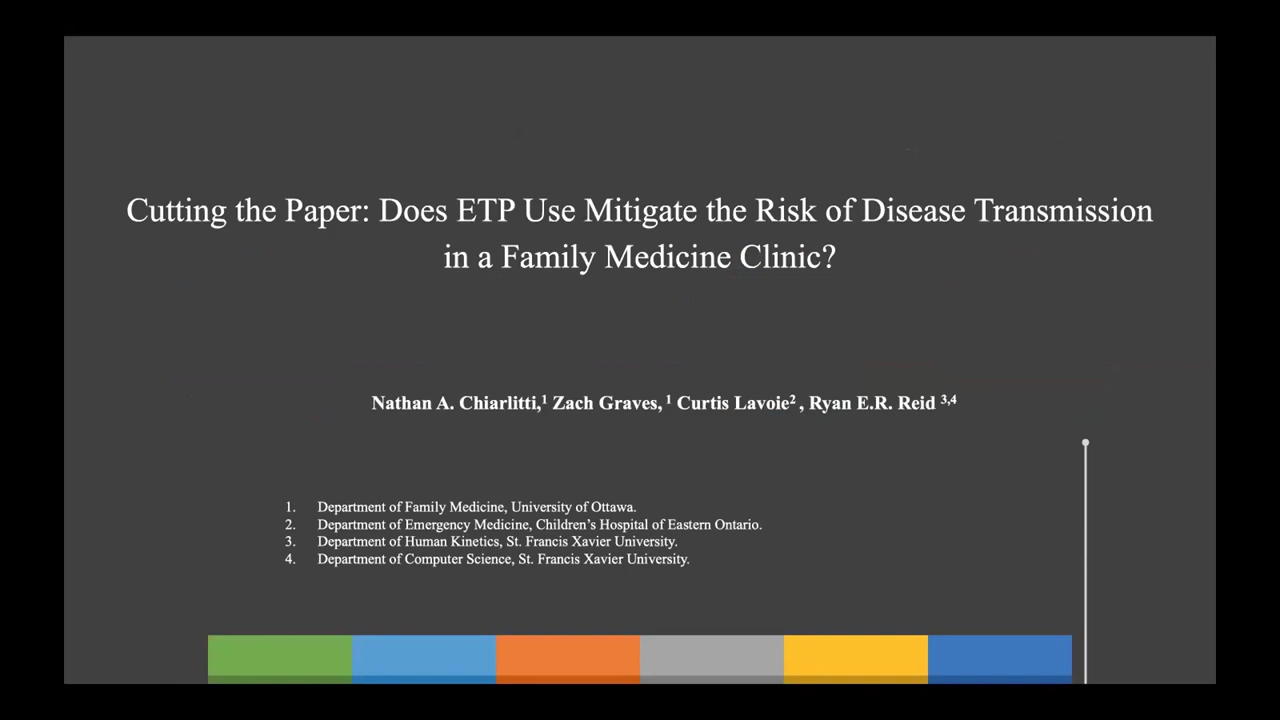 Cutting the Paper: Does ETP Use Mitigate the Risk of Disease Transmission
in a Family Medicine Clinic?
Nathan A. Chiarlitti,1 Zach Graves, 1 Curtis Lavoie2 , Ryan E.R. Reid 3,4
1. Department of Family Medicine, University of Ottawa.
2. Department of Emergency Medicine, Children's Hospital of Eastern Ontario.
3. Department of Human Kinetics, St. Francis Xavier University.
4. Department of Computer Science, St. Francis Xavier University.